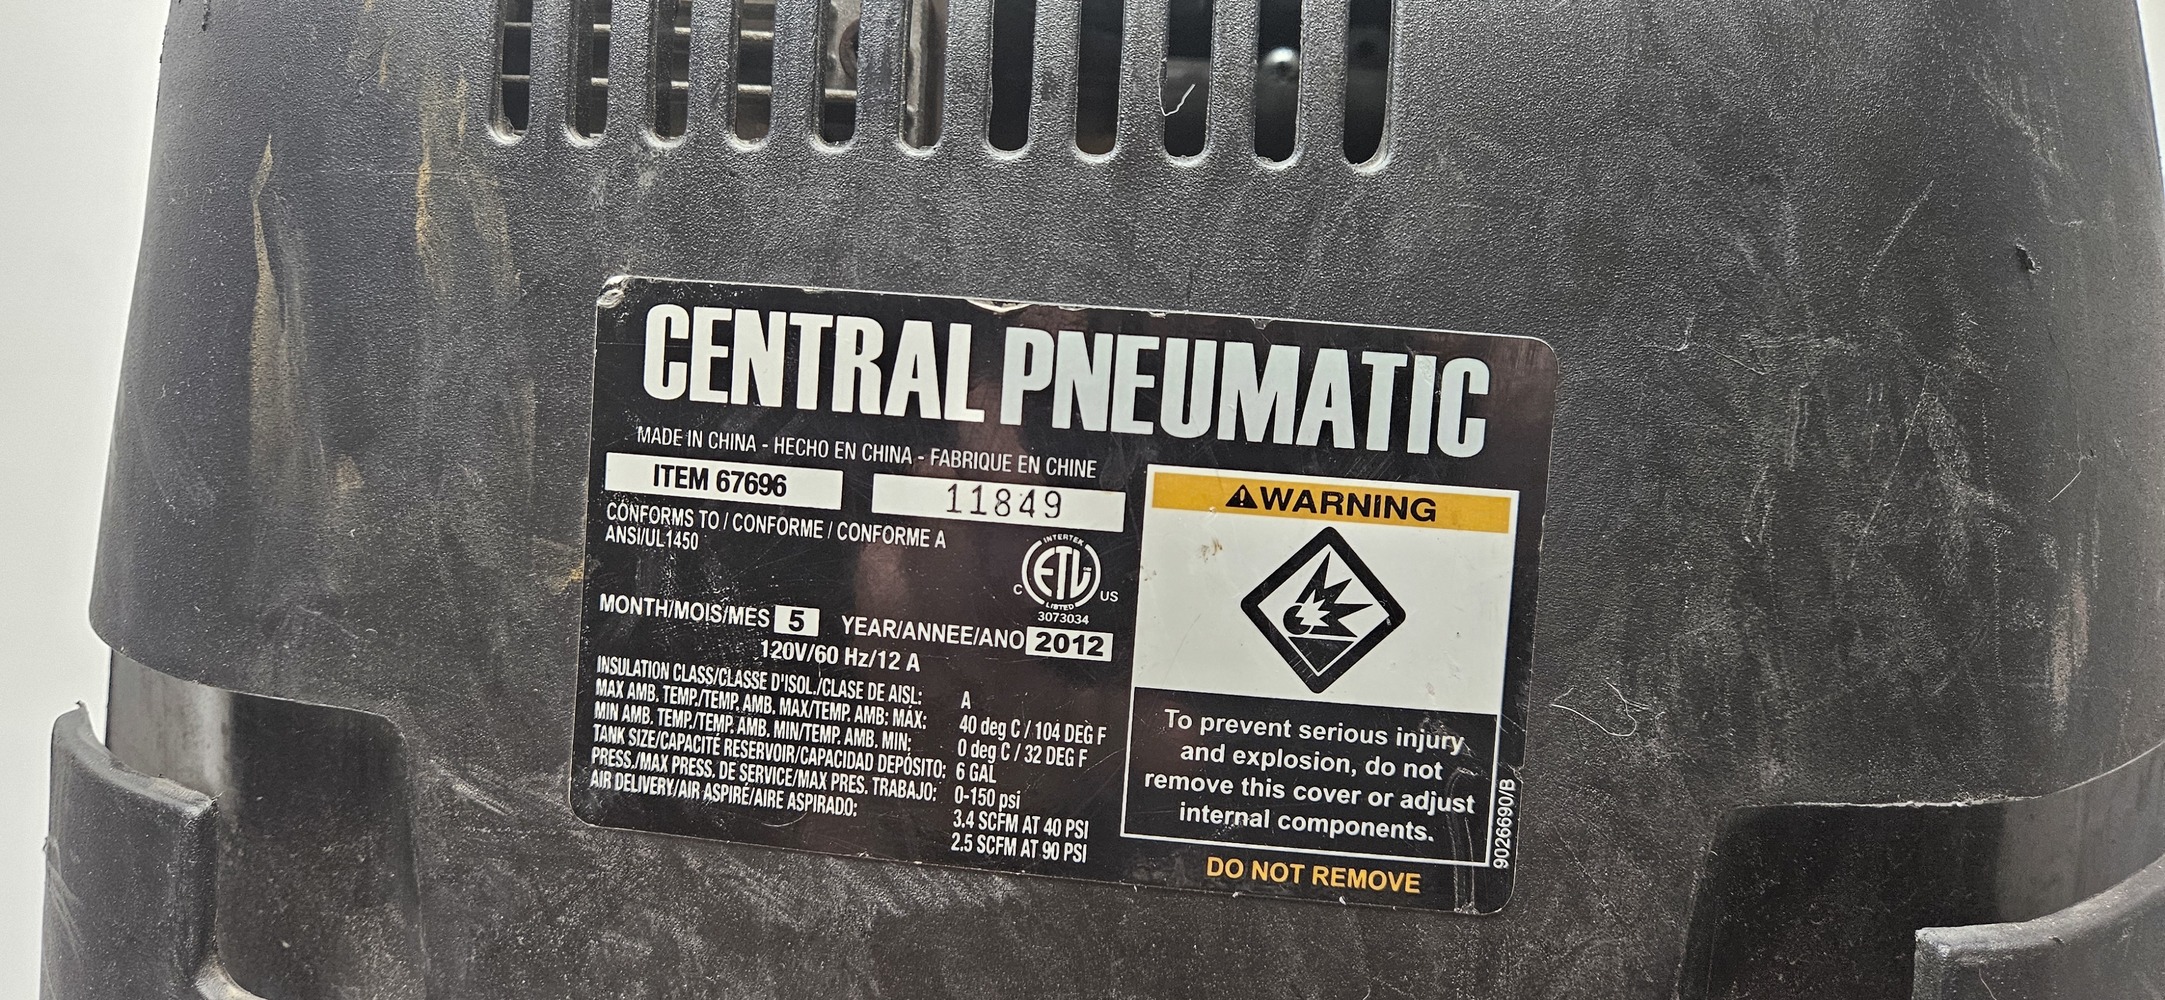 CENTRAL PNEUMATIC
MADE IN CHINA - HECHO EN CHINA - FABRIQUE EN CHINE
ITEM 67696
11849
CONFORMS TO / CONFORME / CONFORME A
ANSI/UL1450
INTERTEK
ETL
C US
LISTED
3073034
MONTH/MOIS/MES 5 YEAR/ANNEE/ANO 2012
120V/60 Hz/12 A
INSULATION CLASS/CLASSE D'ISOL./CLASE DE AISL: A
MAX AMB. TEMP./TEMP. AMB. MAX/TEMP. AMB: MÁX: 40 deg C / 104 DEG F
MIN AMB. TEMP./TEMP. AMB. MIN/TEMP. AMB. MIN: 0 deg C / 32 DEG F
TANK SIZE/CAPACITÉ RESERVOIR/CAPACIDAD DEPÓSITO: 6 GAL
PRESS./MAX PRESS. DE SERVICE/MAX PRES. TRABAJO: 0-150 psi
AIR DELIVERY/AIR ASPIRÉ/AIRE ASPIRADO: 3.4 SCFM AT 40 PSI
2.5 SCFM AT 90 PSI
WARNING
To prevent serious injury
and explosion, do not
remove this cover or adjust
internal components.
DO NOT REMOVE
9026690/B